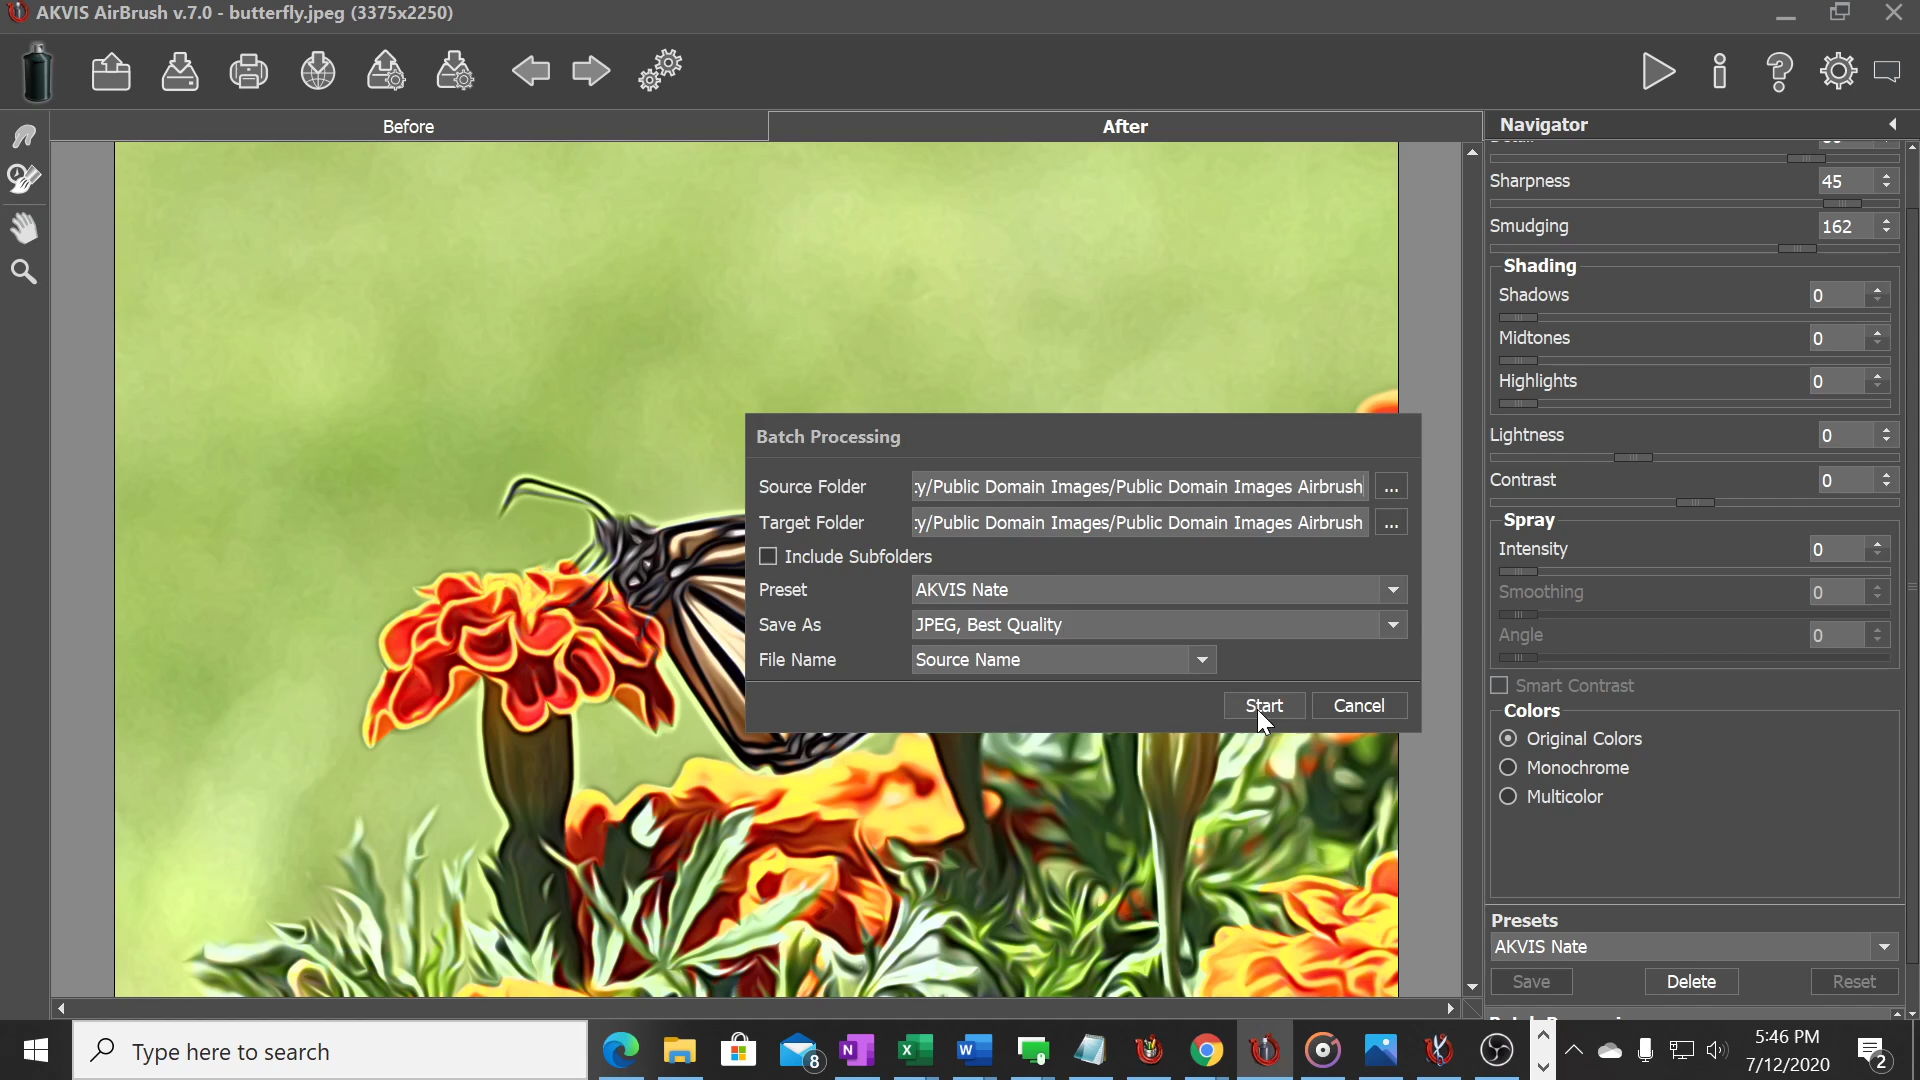 AKVIS AirBrush v.7.0 - butterfly.jpeg (3375x2250)
Before
After
Navigator
Sharpness 45
Smudging 162
Shading
Shadows 0
Midtones 0
Highlights 0
Lightness 0
Contrast 0
Spray
Intensity 0
Smoothing 0
Angle 0
Smart Contrast
Colors
Original Colors
Monochrome
Multicolor
Presets
AKVIS Nate
Save Delete Reset
Batch Processing
Source Folder :y/Public Domain Images/Public Domain Images Airbrush ...
Target Folder :y/Public Domain Images/Public Domain Images Airbrush ...
Include Subfolders
Preset AKVIS Nate
Save As JPEG, Best Quality
File Name Source Name
Start Cancel
Type here to search
8
5:46 PM
7/12/2020
2